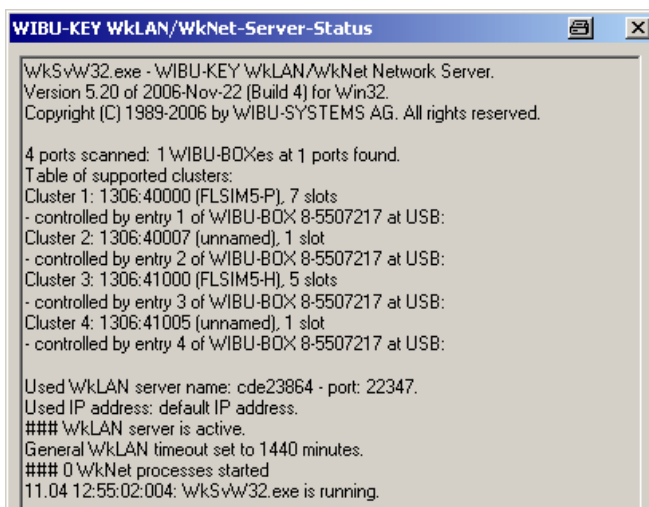 WIBU-KEY WkLAN/WkNet-Server-Status
WkSvW32.exe - WIBU-KEY WkLAN/WkNet Network Server.
Version 5.20 of 2006-Nov-22 (Build 4) for Win32.
Copyright (C) 1989-2006 by WIBU-SYSTEMS AG. All rights reserved.
4 ports scanned: 1 WIBU-BOXes at 1 ports found.
Table of supported clusters:
Cluster 1: 1306:40000 (FLSIM5-P), 7 slots
- controlled by entry 1 of WIBU-BOX 8-5507217 at USB:
Cluster 2: 1306:40007 (unnamed), 1 slot
- controlled by entry 2 of WIBU-BOX 8-5507217 at USB:
Cluster 3: 1306:41000 (FLSIM5-H), 5 slots
- controlled by entry 3 of WIBU-BOX 8-5507217 at USB:
Cluster 4: 1306:41005 (unnamed), 1 slot
- controlled by entry 4 of WIBU-BOX 8-5507217 at USB:
Used WkLAN server name: cde23864 - port: 22347.
Used IP address: default IP address.
### WkLAN server is active.
General WkLAN timeout set to 1440 minutes.
### 0 WkNet processes started
11.04 12:55:02:004: WkSvW32.exe is running.